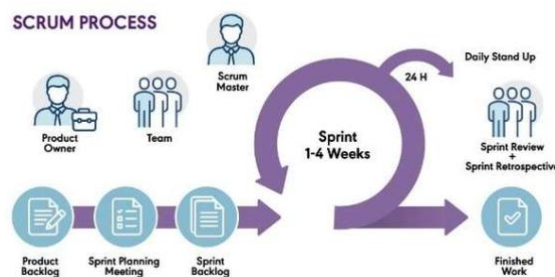 SCRUM PROCESS
Scrum
Master
Product
Owner
Team
24 H
Daily Stand Up
Sprint
1-4 Weeks
Sprint Review
+
Sprint Retrospective
Product
Backlog
Sprint Planning
Meeting
Sprint
Backlog
Finished
Work